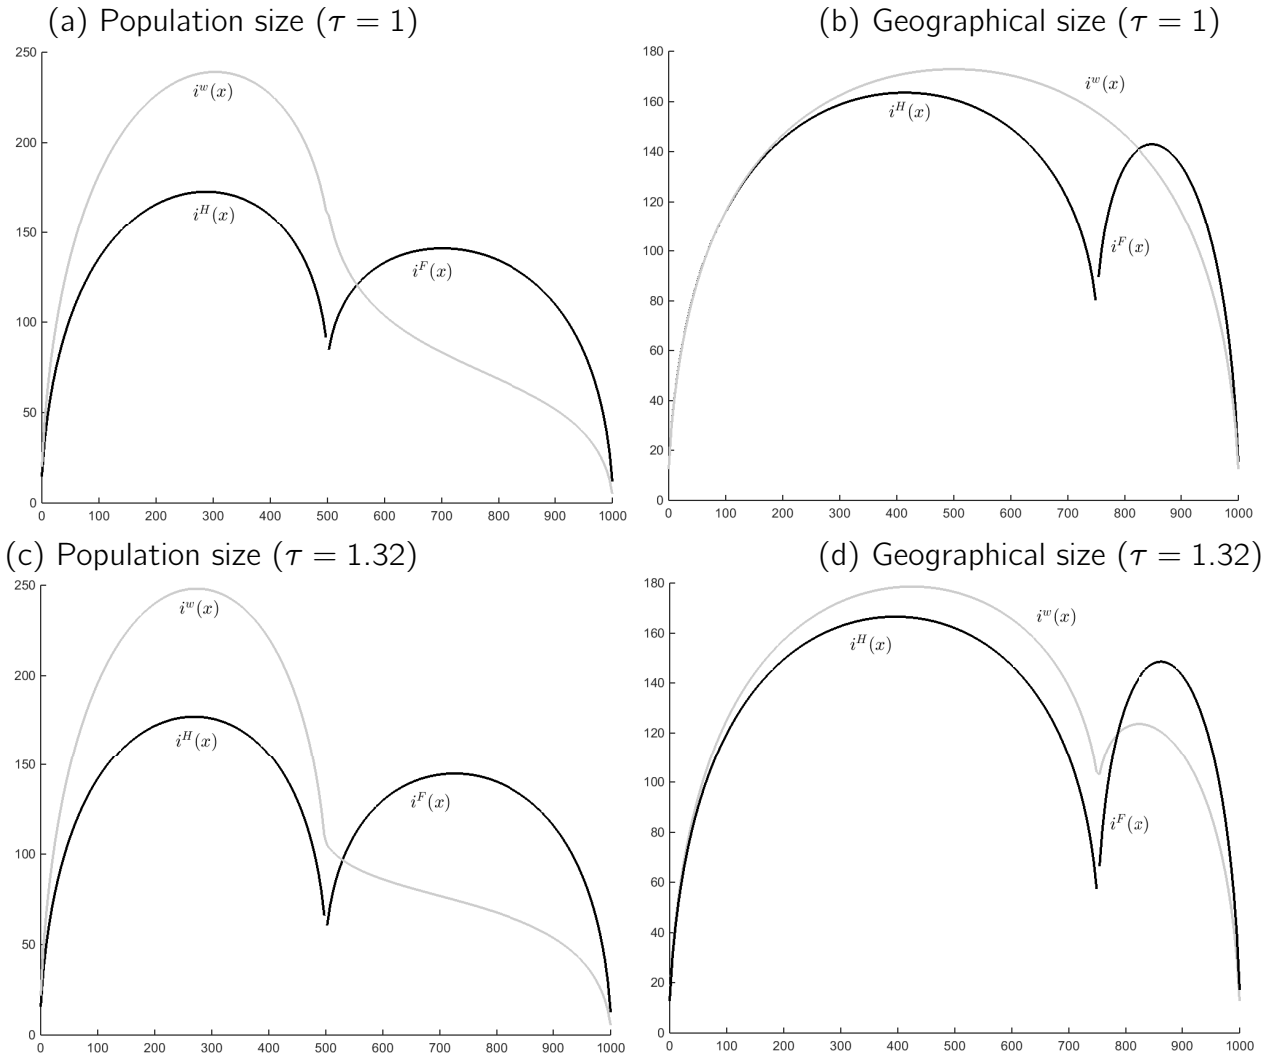 (a) Population size (τ = 1)
250
200
150
100
50
0
i^w(x)
i^H(x)
i^F(x)
0 100 200 300 400 500 600 700 800 900 1000
(b) Geographical size (τ = 1)
180
160
140
120
100
80
60
40
20
0
i^w(x)
i^H(x)
i^F(x)
0 100 200 300 400 500 600 700 800 900 1000
(c) Population size (τ = 1.32)
250
200
150
100
50
0
i^w(x)
i^H(x)
i^F(x)
0 100 200 300 400 500 600 700 800 900 1000
(d) Geographical size (τ = 1.32)
180
160
140
120
100
80
60
40
20
0
i^w(x)
i^H(x)
i^F(x)
0 100 200 300 400 500 600 700 800 900 1000